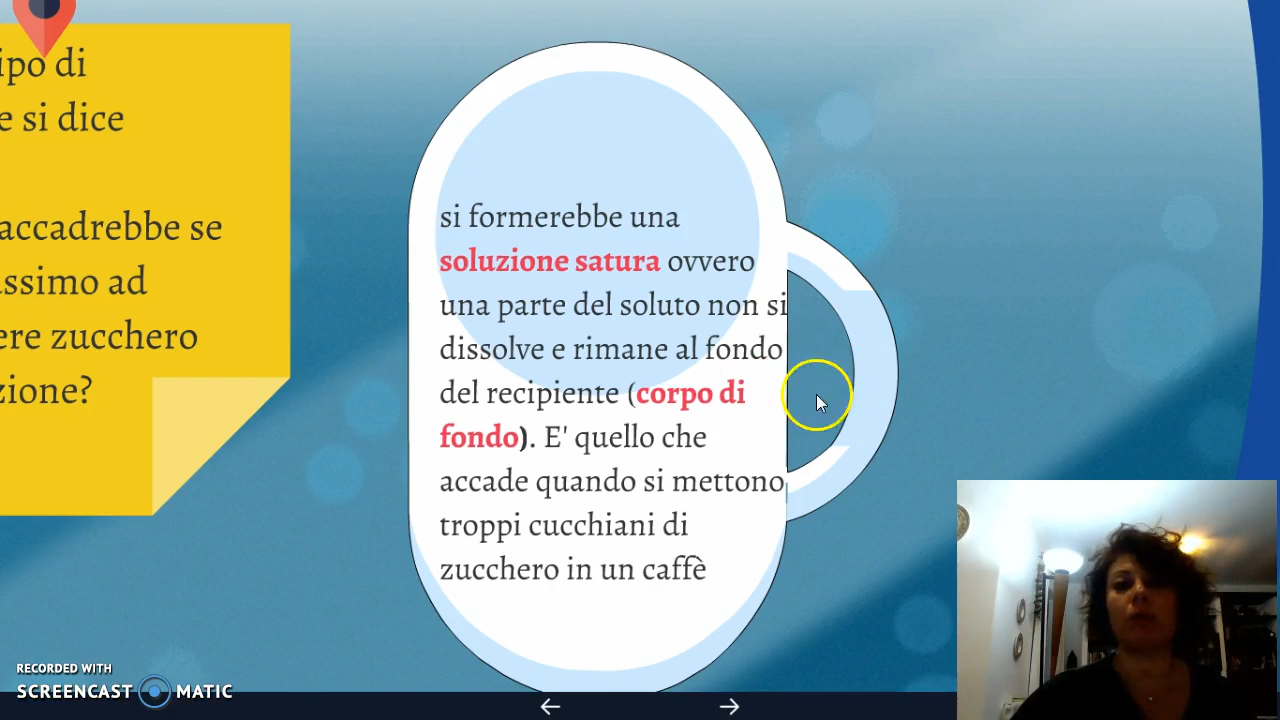 ipo di
e si dice
accadrebbe se
ssimo ad
ere zucchero
zione?
si formerebbe una
soluzione satura ovvero
una parte del soluto non si
dissolve e rimane al fondo
del recipiente (corpo di
fondo). E' quello che
accade quando si mettono
troppi cucchiani di
zucchero in un caffè
RECORDED WITH
SCREENCAST MATIC